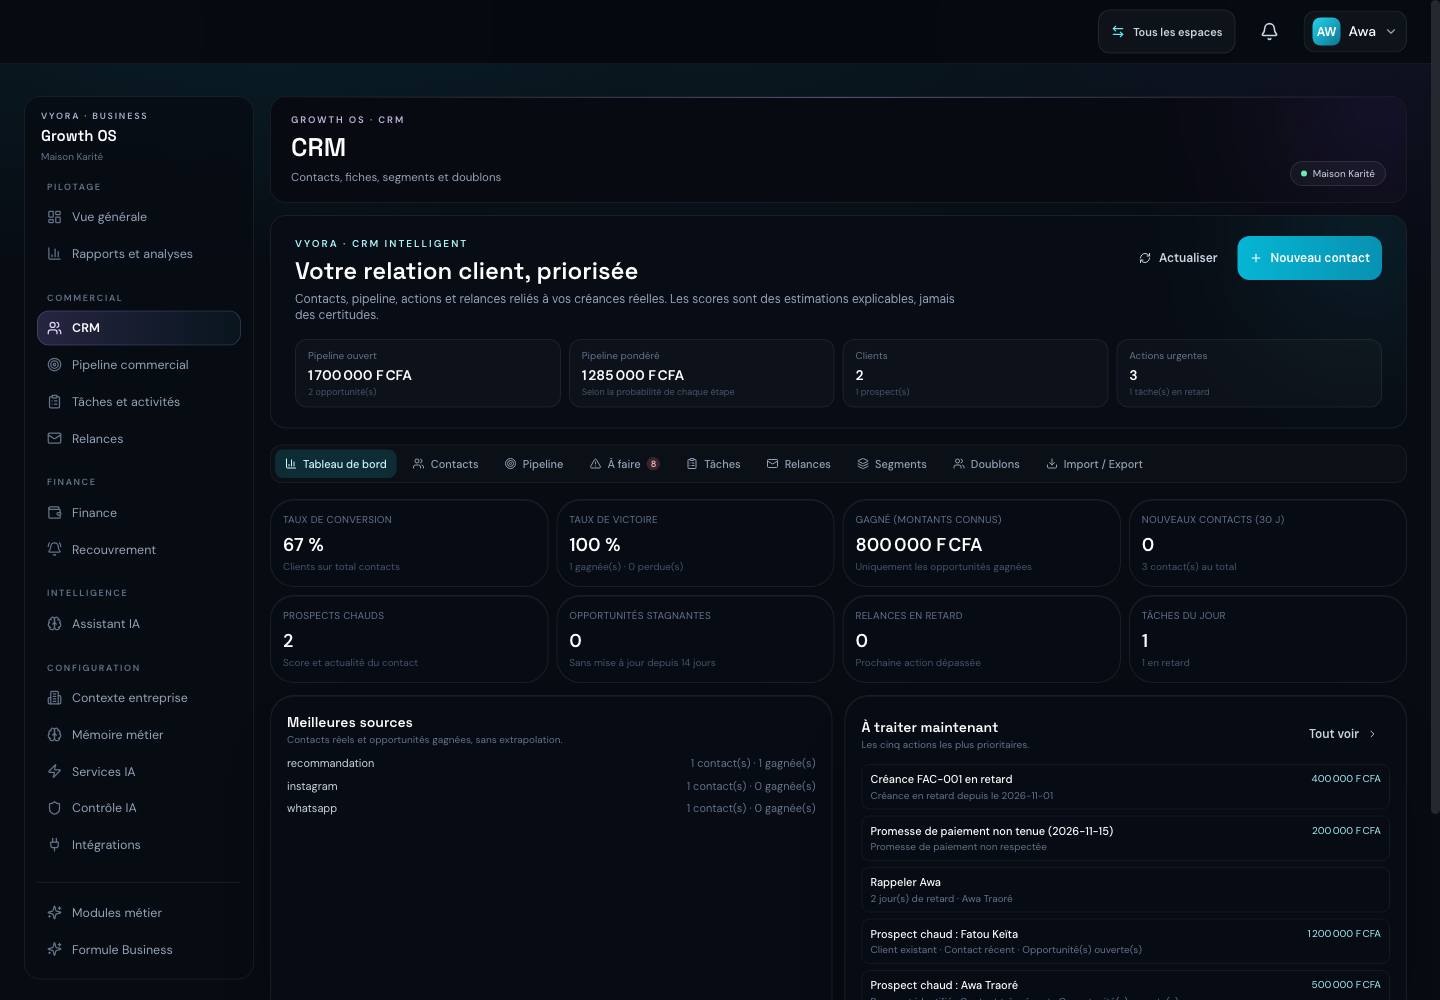 Tous les espaces
AW
Awa
VYORA · BUSINESS
Growth OS
Maison Karité
PILOTAGE
Vue générale
Rapports et analyses
COMMERCIAL
CRM
Pipeline commercial
Tâches et activités
Relances
FINANCE
Finance
Recouvrement
INTELLIGENCE
Assistant IA
CONFIGURATION
Contexte entreprise
Mémoire métier
Services IA
Contrôle IA
Intégrations
Modules métier
Formule Business
GROWTH OS · CRM
CRM
Contacts, fiches, segments et doublons
Maison Karité
VYORA · CRM INTELLIGENT
Votre relation client, priorisée
Contacts, pipeline, actions et relances reliés à vos créances réelles. Les scores sont des estimations explicables, jamais
des certitudes.
Actualiser
Nouveau contact
Pipeline ouvert
1 700 000 F CFA
2 opportunité(s)
Pipeline pondéré
1 285 000 F CFA
Selon la probabilité de chaque étape
Clients
2
1 prospect(s)
Actions urgentes
3
1 tâche(s) en retard
Tableau de bord
Contacts
Pipeline
À faire 8
Tâches
Relances
Segments
Doublons
Import / Export
TAUX DE CONVERSION
67 %
Clients sur total contacts
TAUX DE VICTOIRE
100 %
1 gagnée(s) · 0 perdue(s)
GAGNÉ (MONTANTS CONNUS)
800 000 F CFA
Uniquement les opportunités gagnées
NOUVEAUX CONTACTS (30 J)
0
3 contact(s) au total
PROSPECTS CHAUDS
2
Score et actualité du contact
OPPORTUNITÉS STAGNANTES
0
Sans mise à jour depuis 14 jours
RELANCES EN RETARD
0
Prochaine action dépassée
TÂCHES DU JOUR
1
1 en retard
Meilleures sources
Contacts réels et opportunités gagnées, sans extrapolation.
recommandation 1 contact(s) · 1 gagnée(s)
instagram 1 contact(s) · 0 gagnée(s)
whatsapp 1 contact(s) · 0 gagnée(s)
À traiter maintenant
Les cinq actions les plus prioritaires.
Tout voir
Créance FAC-001 en retard 400 000 F CFA
Créance en retard depuis le 2026-11-01
Promesse de paiement non tenue (2026-11-15) 200 000 F CFA
Promesse de paiement non respectée
Rappeler Awa
2 jour(s) de retard · Awa Traoré
Prospect chaud : Fatou Keïta 1 200 000 F CFA
Client existant · Contact récent · Opportunité(s) ouverte(s)
Prospect chaud : Awa Traoré 500 000 F CFA